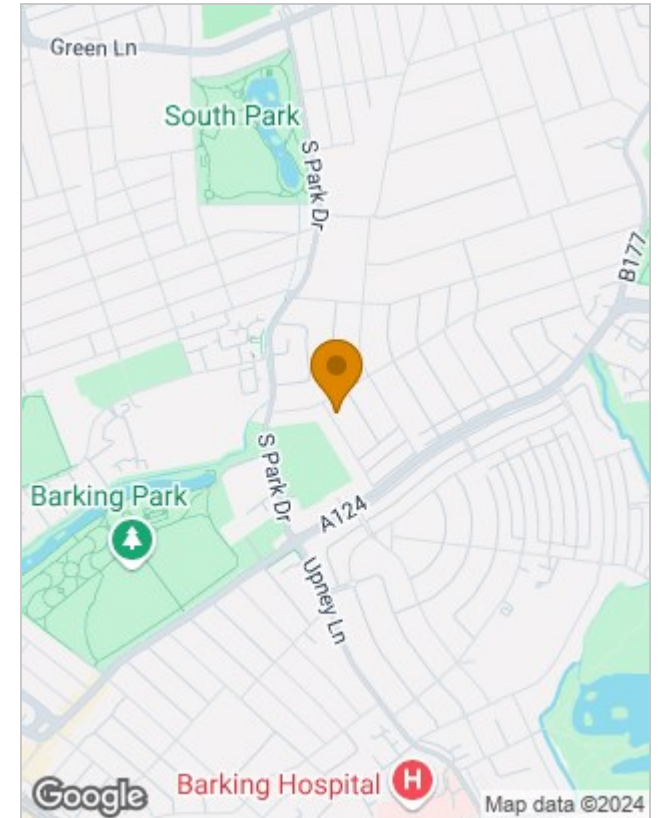 Green Ln
South Park
S Park Dr
B177
S Park Dr
Barking Park
A124
Upney Ln
Barking Hospital
H
Google
Map data ©2024